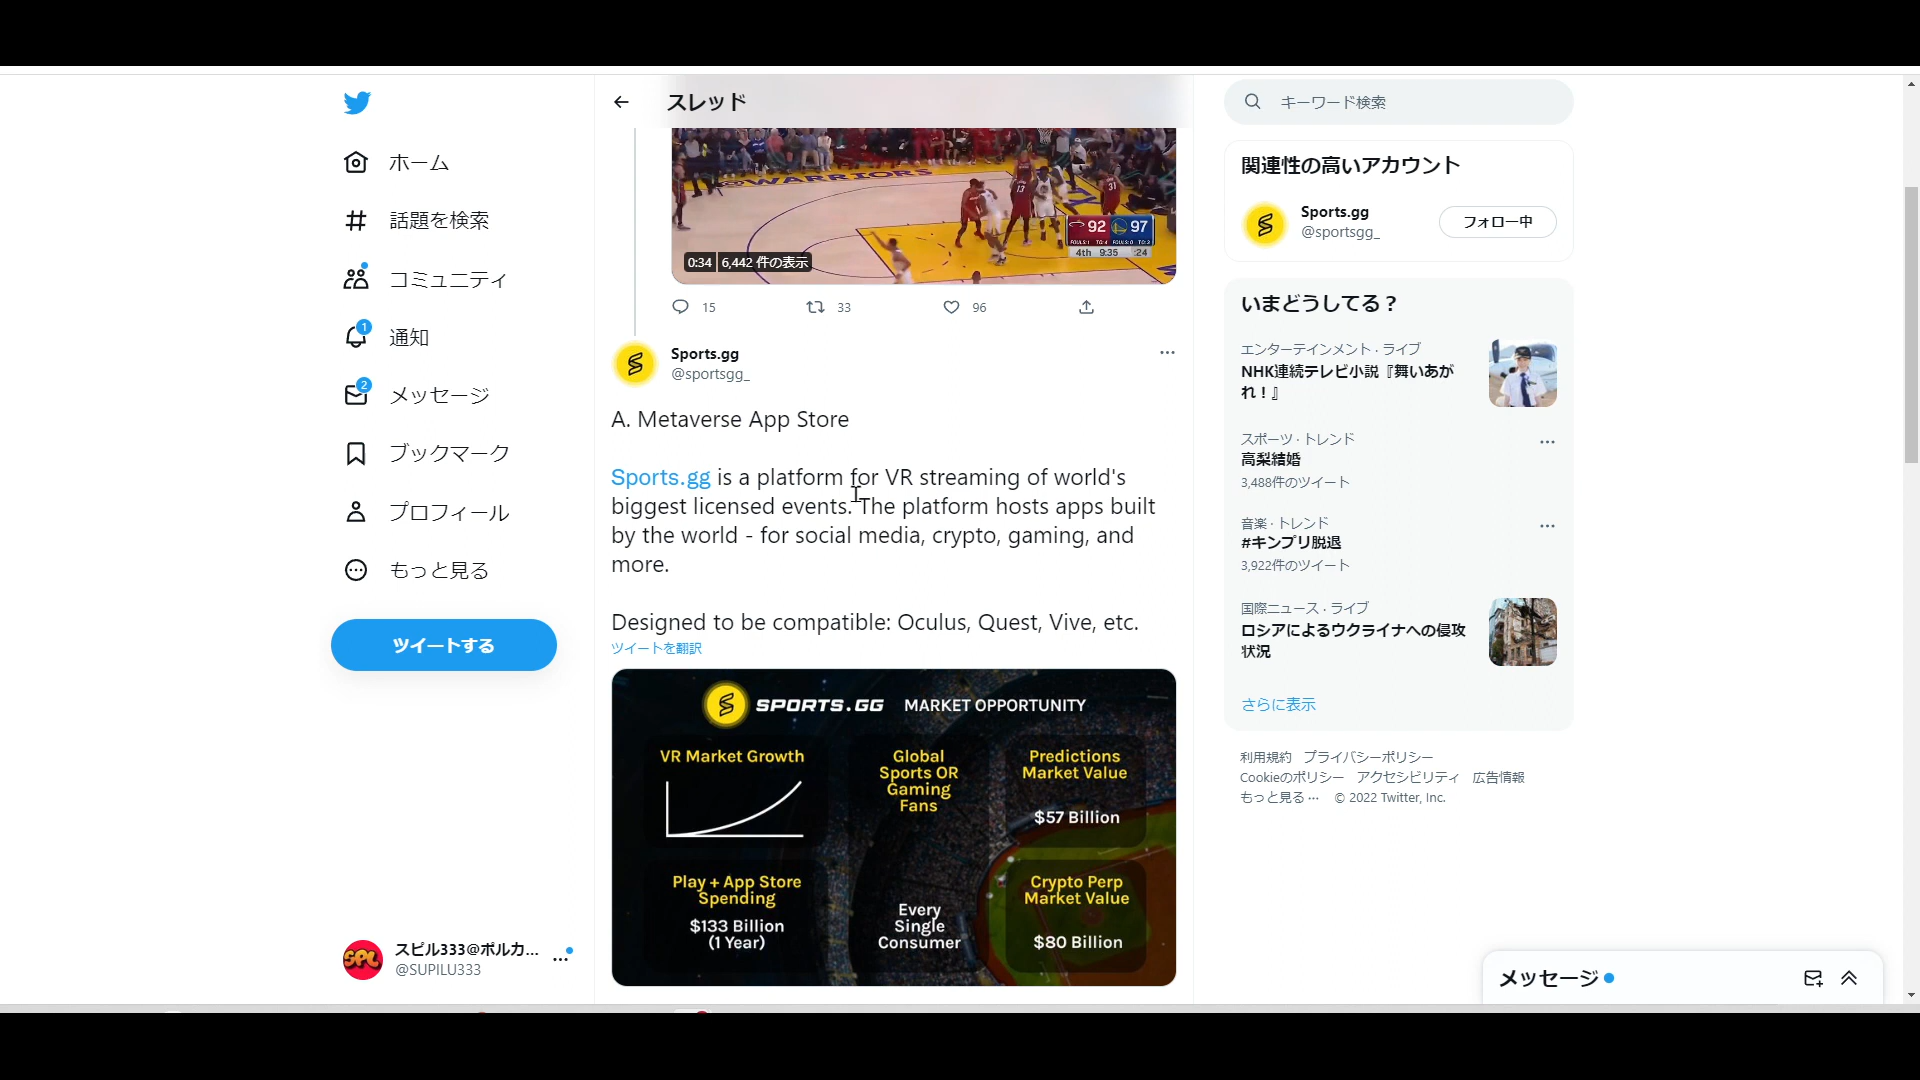 ホーム
話題を検索
コミュニティ
1
通知
2
メッセージ
ブックマーク
プロフィール
もっと見る
ツイートする
SPL
スピル333@ポルカ...
@SUPILU333
スレッド
WARRIORS
13
31
92 97
4th 9:35 :24
0:34 6,442 件の表示
15 33 96
Sports.gg
@sportsgg_
A. Metaverse App Store
Sports.gg is a platform for VR streaming of world's
biggest licensed events. The platform hosts apps built
by the world - for social media, crypto, gaming, and
more.
Designed to be compatible: Oculus, Quest, Vive, etc.
ツイートを翻訳
SPORTS.GG MARKET OPPORTUNITY
VR Market Growth
Global
Sports OR
Gaming
Fans
Predictions
Market Value
$57 Billion
Play + App Store
Spending
$133 Billion
(1 Year)
Every
Single
Consumer
Crypto Perp
Market Value
$80 Billion
キーワード検索
関連性の高いアカウント
Sports.gg
@sportsgg_
フォロー中
いまどうしてる？
エンターテインメント · ライブ
NHK連続テレビ小説『舞いあが
れ！』
スポーツ · トレンド
高梨結婚
3,488件のツイート
音楽 · トレンド
#キンプリ脱退
3,922件のツイート
国際ニュース · ライブ
ロシアによるウクライナへの侵攻
状況
さらに表示
利用規約 プライバシーポリシー
Cookieのポリシー アクセシビリティ 広告情報
もっと見る ··· © 2022 Twitter, Inc.
メッセージ